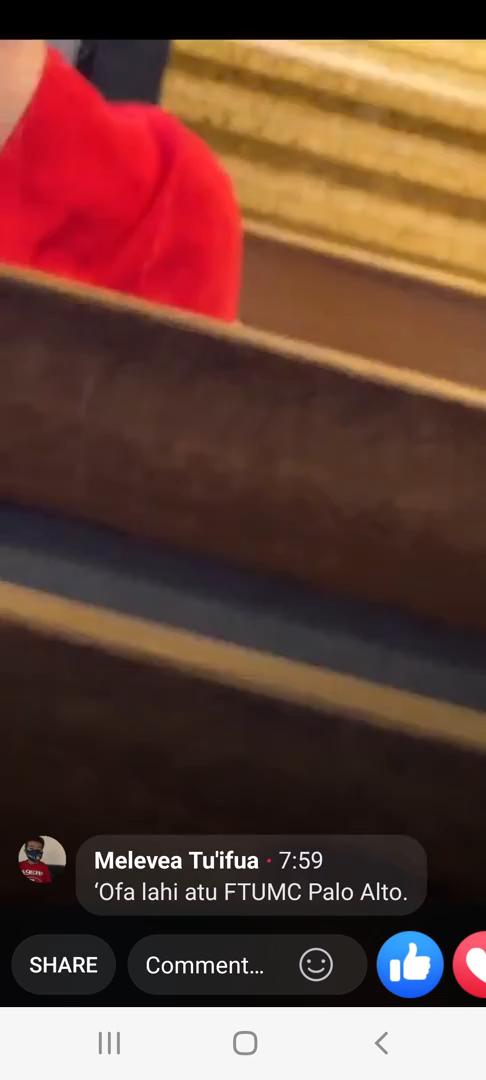 Melevea Tu'ifua · 7:59
‘Ofa lahi atu FTUMC Palo Alto.
SHARE
Comment...